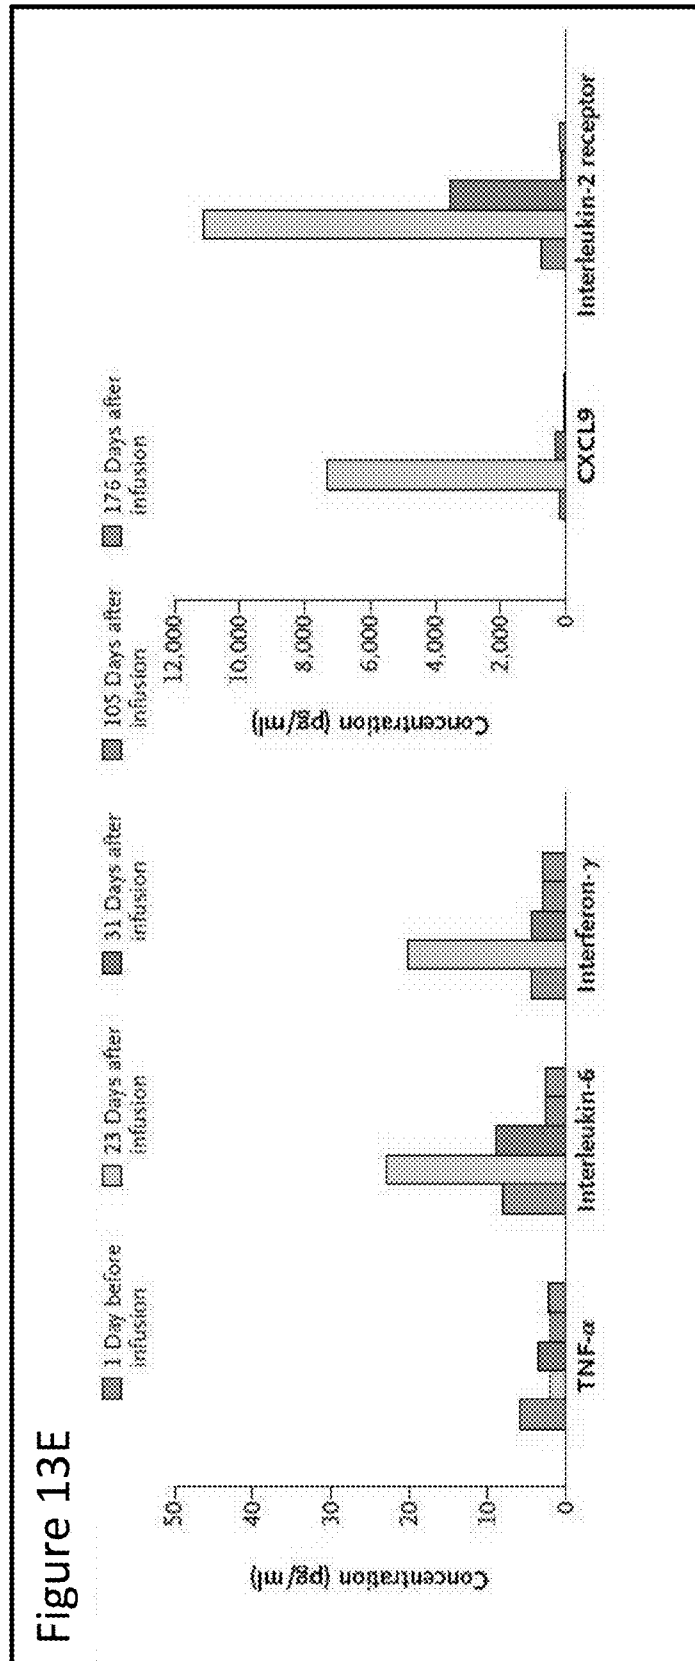 Figure 13E
1 Day before
infusion
23 Days after
infusion
31 Days after
infusion
105 Days after
infusion
176 Days after
infusion
Concentration (pg/ml)
50
40
30
20
10
0
TNF-α
Interleukin-6
Interferon-γ
Concentration (pg/ml)
12,000
10,000
8,000
6,000
4,000
2,000
0
CXCL9
Interleukin-2 receptor